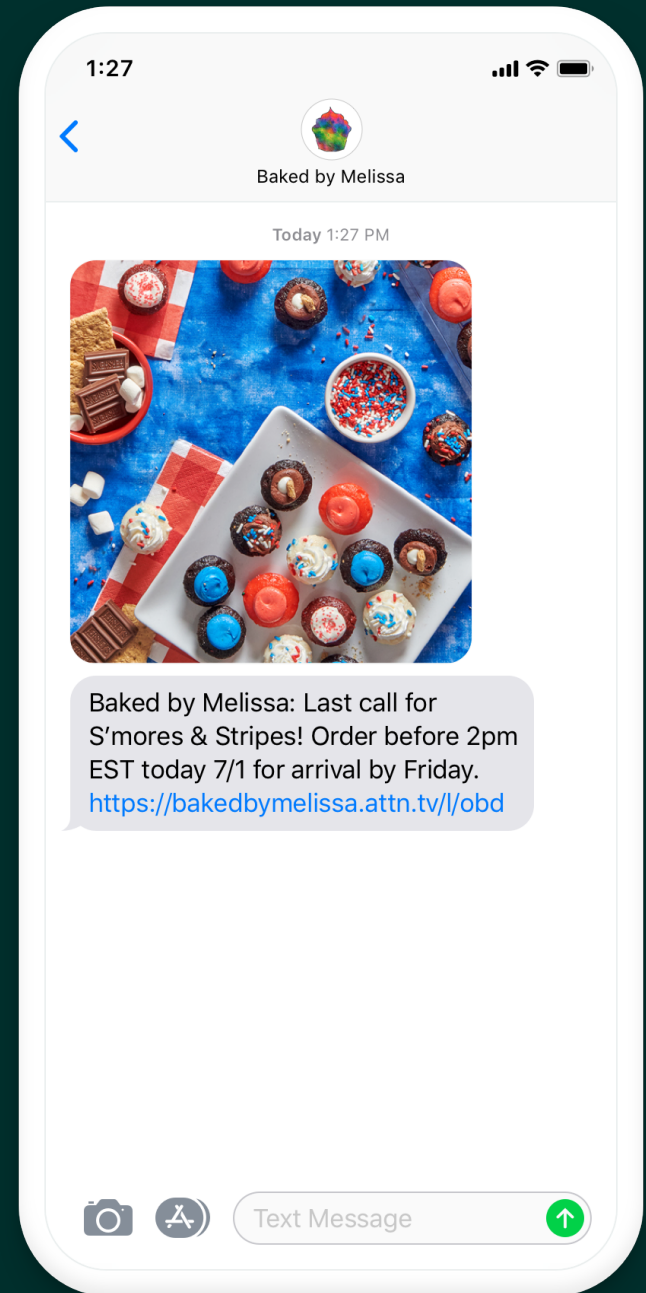 1:27
Baked by Melissa
Today 1:27 PM
Baked by Melissa: Last call for
S’mores & Stripes! Order before 2pm
EST today 7/1 for arrival by Friday.
https://bakedbymelissa.attn.tv/l/obd
Text Message